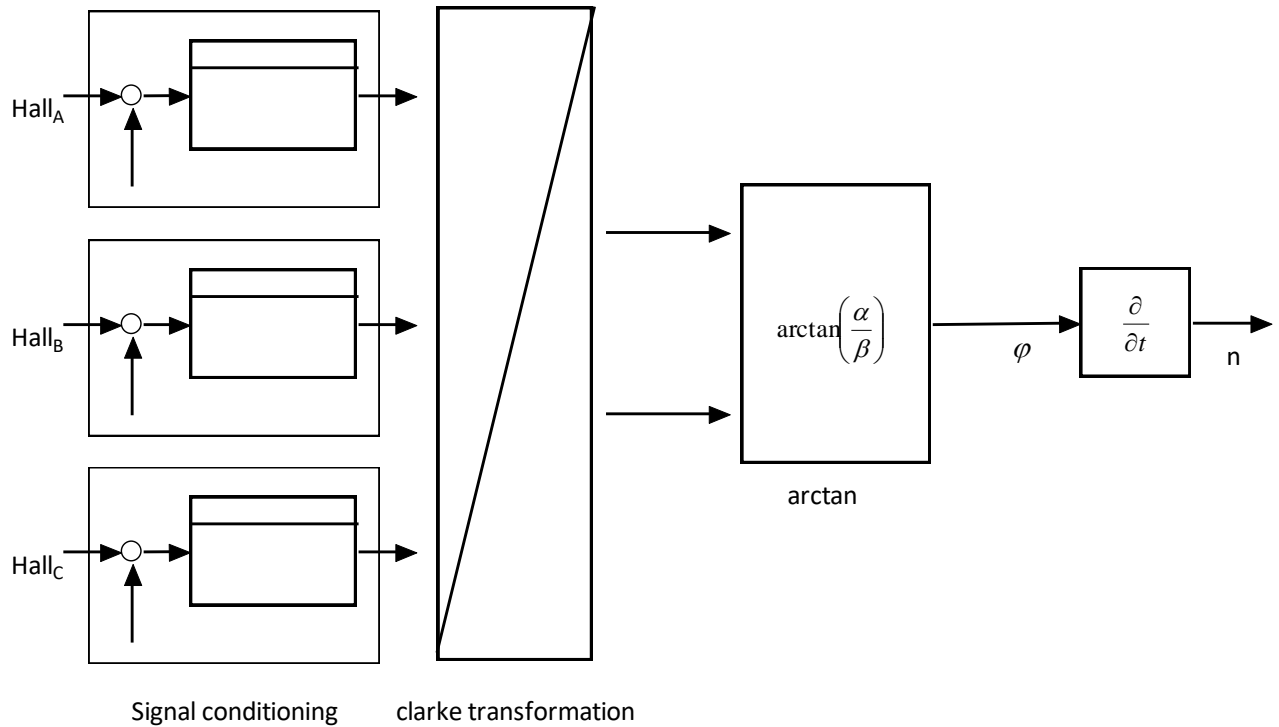 Hall_A
Hall_B
Hall_C
Signal conditioning
clarke transformation
arctan(α/β)
arctan
φ
∂/∂t
n